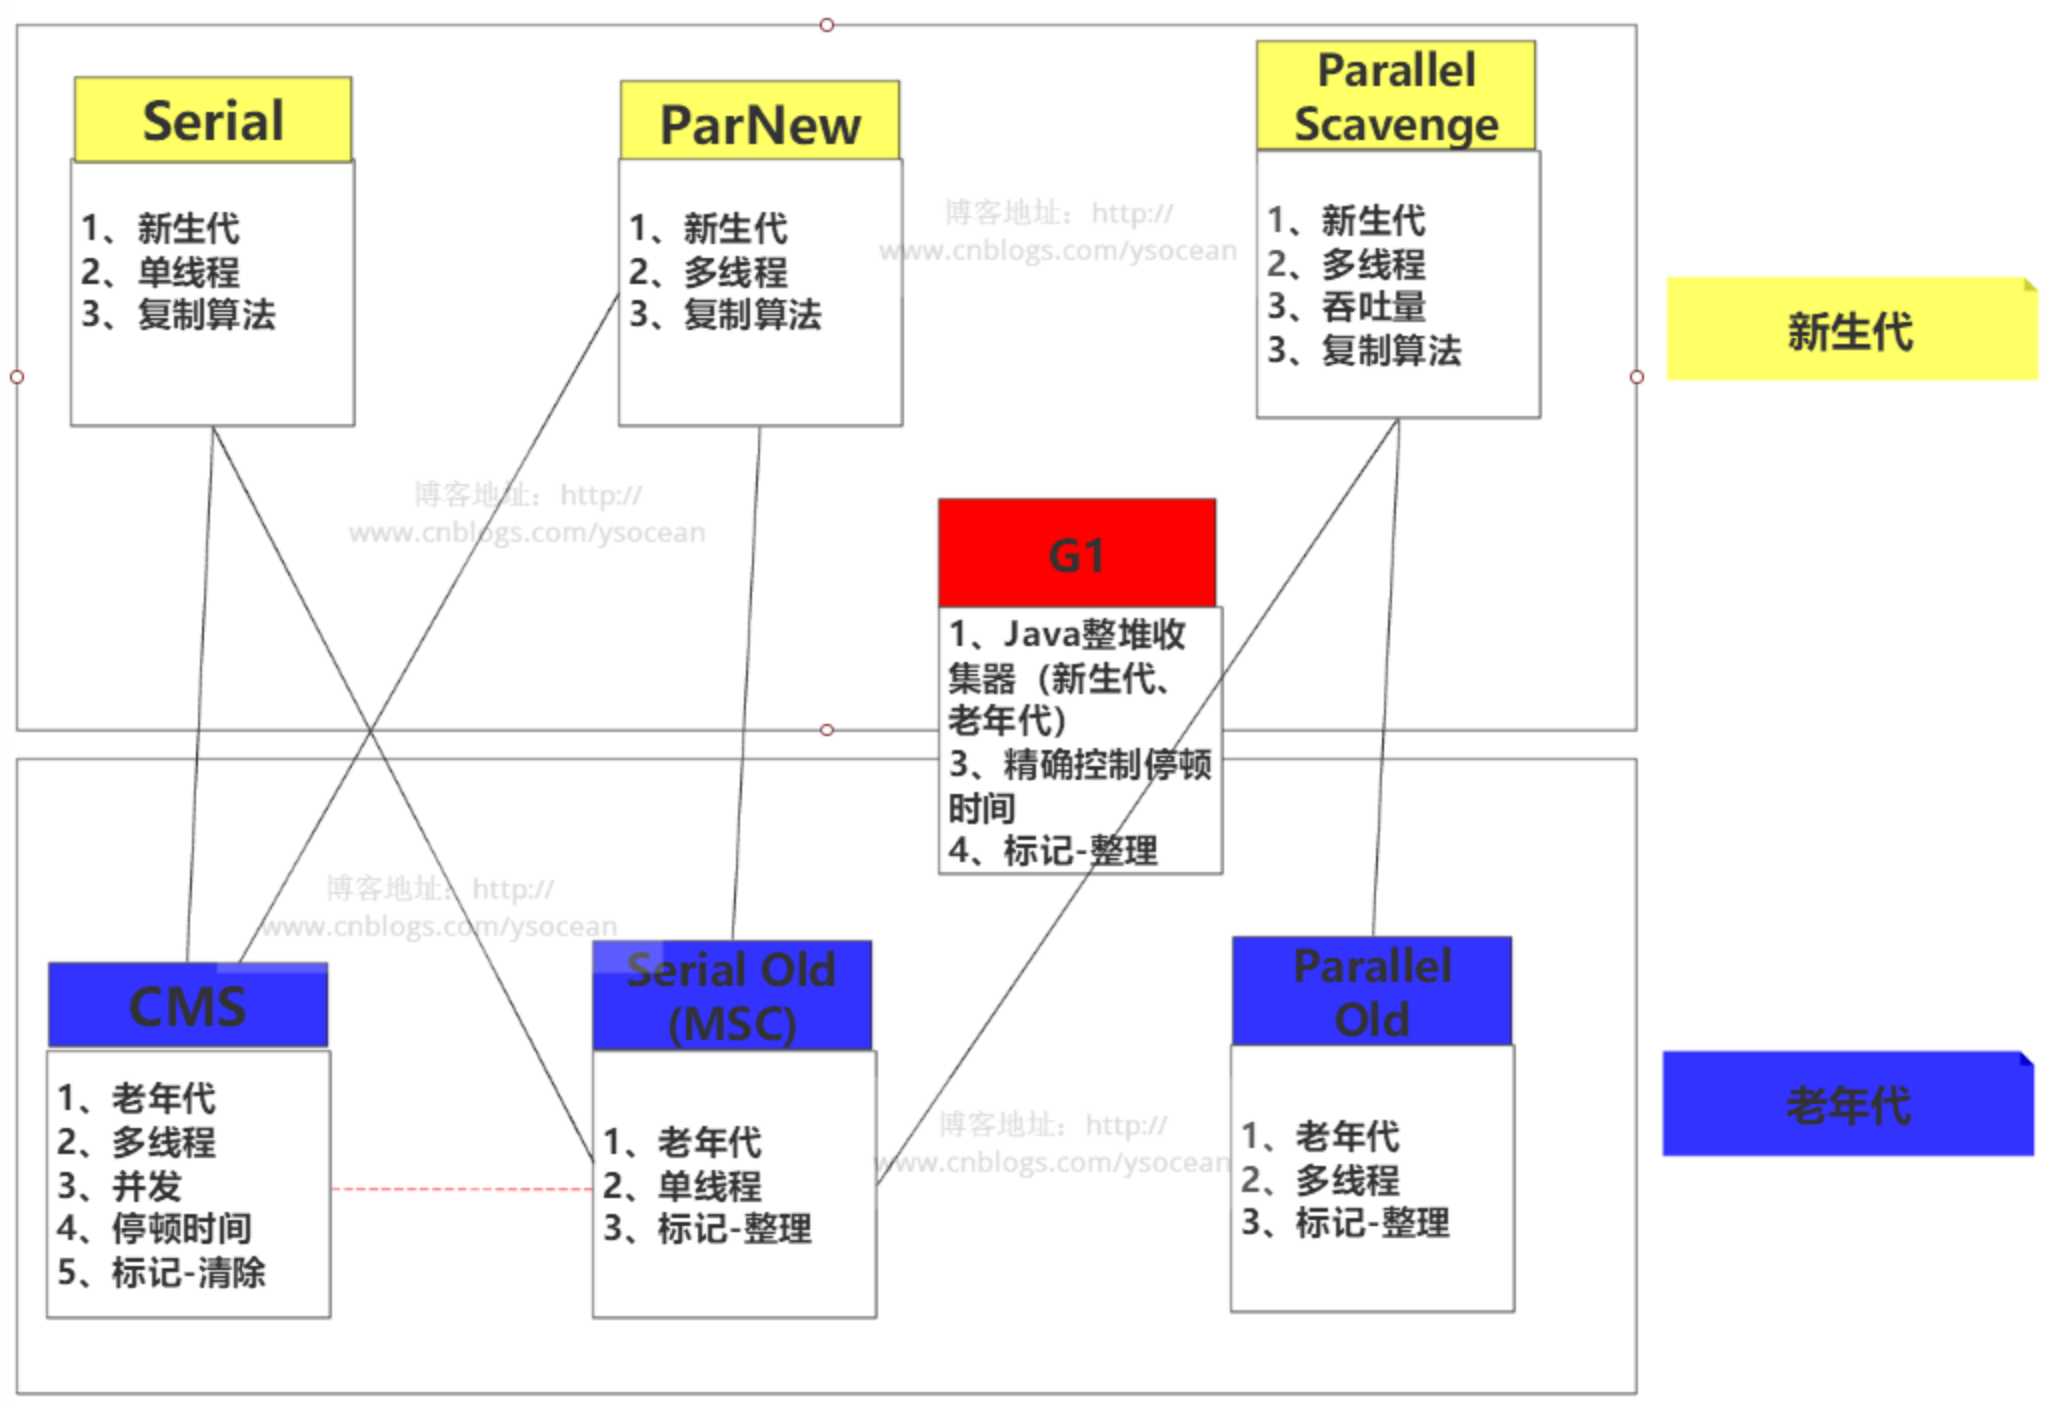 Serial
1、新生代
2、单线程
3、复制算法
ParNew
1、新生代
2、多线程
3、复制算法
博客地址：http://
www.cnblogs.com/ysocean
Parallel
Scavenge
1、新生代
2、多线程
3、吞吐量
3、复制算法
新生代
博客地址：http://
www.cnblogs.com/ysocean
G1
1、Java整堆收
集器（新生代、
老年代）
3、精确控制停顿
时间
4、标记-整理
博客地址：http://
www.cnblogs.com/ysocean
CMS
1、老年代
2、多线程
3、并发
4、停顿时间
5、标记-清除
Serial Old
(MSC)
1、老年代
2、单线程
3、标记-整理
博客地址：http://
www.cnblogs.com/ysocean
Parallel
Old
1、老年代
2、多线程
3、标记-整理
老年代